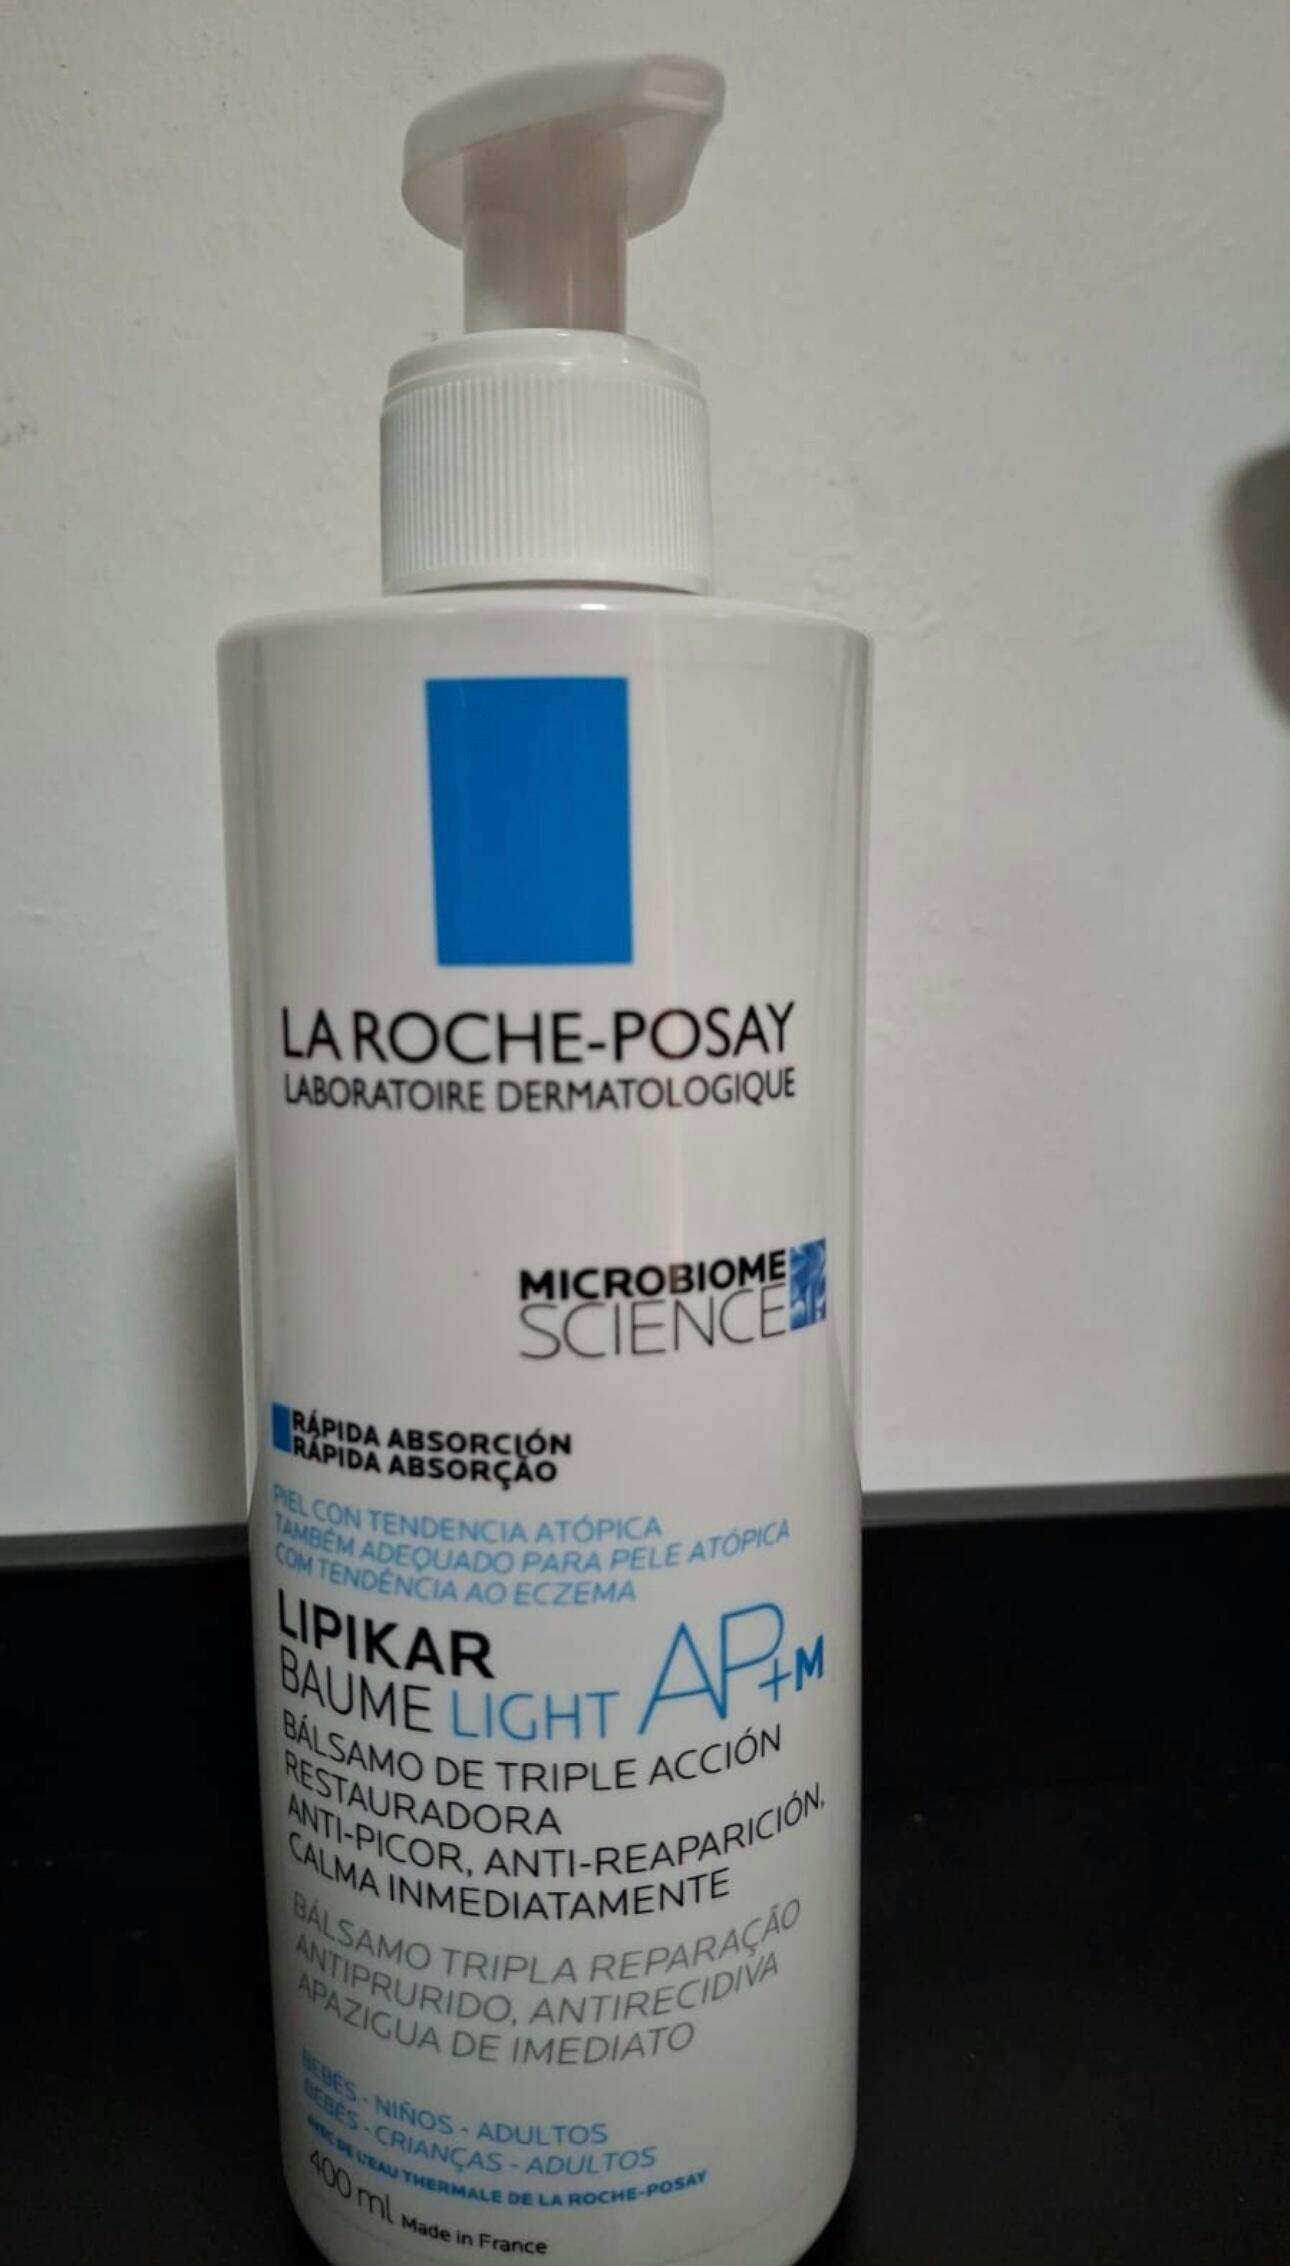 LA ROCHE-POSAY
LABORATOIRE DERMATOLOGIQUE
MICROBIOME
SCIENCE
RÁPIDA ABSORCIÓN
RÁPIDA ABSORÇÃO
PIEL CON TENDENCIA ATÓPICA
TAMBÉM ADEQUADO PARA PELE ATÓPICA
COM TENDÊNCIA AO ECZEMA
LIPIKAR
BAUME LIGHT AP+M
BÁLSAMO DE TRIPLE ACCIÓN
RESTAURADORA
ANTI-PICOR, ANTI-REAPARICIÓN,
CALMA INMEDIATAMENTE
BÁLSAMO TRIPLA REPARAÇÃO
ANTIPRURIDO, ANTIRECIDIVA
APAZIGUA DE IMEDIATO
BEBÉS - NIÑOS - ADULTOS
BEBÉS - CRIANÇAS - ADULTOS
AVEC DE L'EAU THERMALE DE LA ROCHE-POSAY
400 ml Made in France